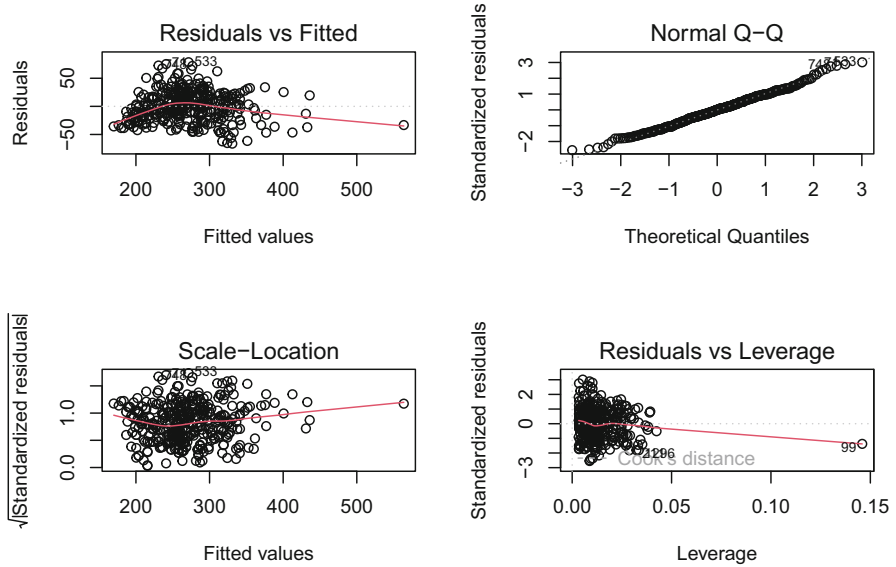 Residuals vs Fitted
Residuals
50
−50
533
200
300
400
500
Fitted values
Normal Q−Q
Standardized residuals
3
1
−2
533
−3
−2
−1
0
1
2
3
Theoretical Quantiles
Scale−Location
√|Standardized residuals|
1.0
0.0
533
200
300
400
500
Fitted values
Residuals vs Leverage
Standardized residuals
2
0
−3
Cook's distance
99
0.00
0.05
0.10
0.15
Leverage